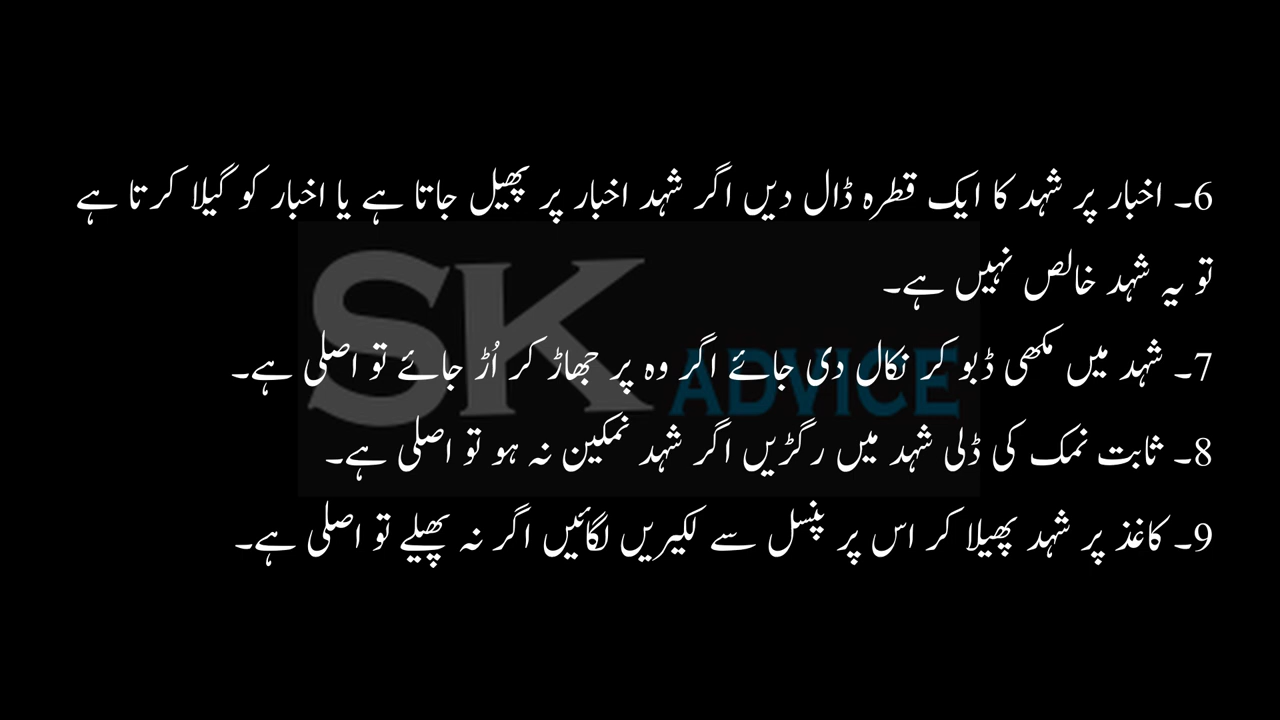 6۔ اخبار پر شہد کا ایک قطرہ ڈال دیں اگر شہد اخبار پر پھیل جاتا ہے یا اخبار کو گیلا کرتا ہے
تو یہ شہد خالص نہیں ہے۔
7۔ شہد میں مکھی ڈبو کر نکال دی جائے اگر وہ پر جھاڑ کر اُڑ جائے تو اصلی ہے۔
8۔ ثابت نمک کی ڈلی شہد میں رگڑیں اگر شہد نمکین نہ ہو تو اصلی ہے۔
9۔ کاغذ پر شہد پھیلا کر اس پر پنسل سے لکیریں لگائیں اگر نہ پھیلے تو اصلی ہے۔
SK ADVICE